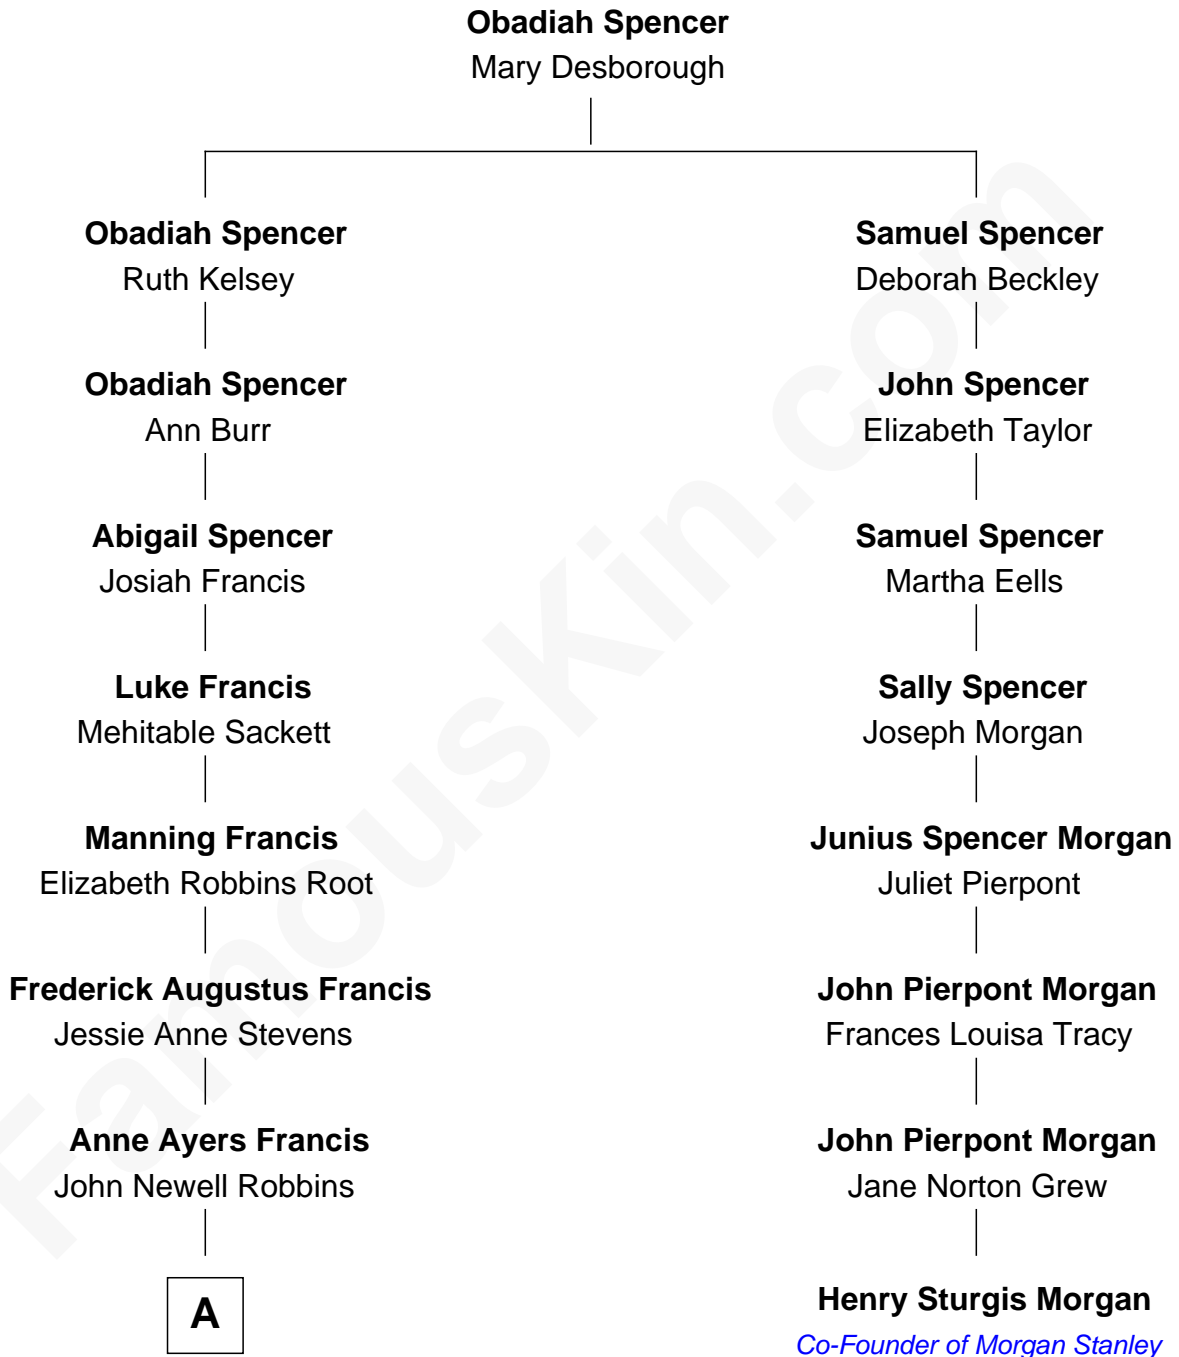 Obadiah Spencer
Mary Desborough
Obadiah Spencer
Ruth Kelsey
Obadiah Spencer
Ann Burr
Abigail Spencer
Josiah Francis
Luke Francis
Mehitable Sackett
Manning Francis
Elizabeth Robbins Root
Frederick Augustus Francis
Jessie Anne Stevens
Anne Ayers Francis
John Newell Robbins
A
Samuel Spencer
Deborah Beckley
John Spencer
Elizabeth Taylor
Samuel Spencer
Martha Eells
Sally Spencer
Joseph Morgan
Junius Spencer Morgan
Juliet Pierpont
John Pierpont Morgan
Frances Louisa Tracy
John Pierpont Morgan
Jane Norton Grew
Henry Sturgis Morgan
Co-Founder of Morgan Stanley
FamousKin.com